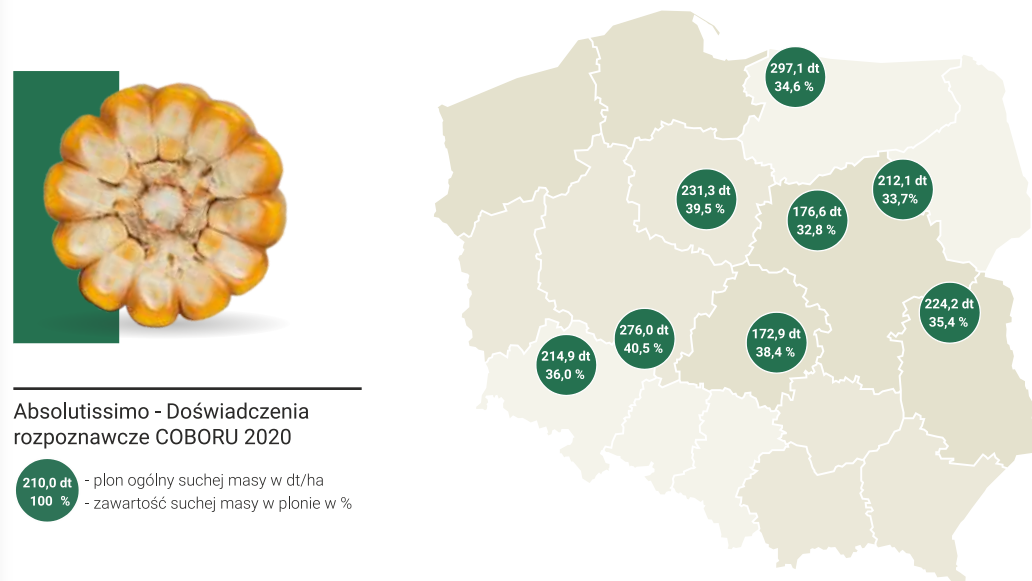 297,1 dt
34,6 %
212,1 dt
33,7%
231,3 dt
39,5 %
176,6 dt
32,8 %
224,2 dt
35,4 %
276,0 dt
40,5 %
172,9 dt
38,4 %
214,9 dt
36,0 %
Absolutissimo - Doświadczenia
rozpoznawcze COBORU 2020
210,0 dt
100 %
- plon ogólny suchej masy w dt/ha
- zawartość suchej masy w plonie w %